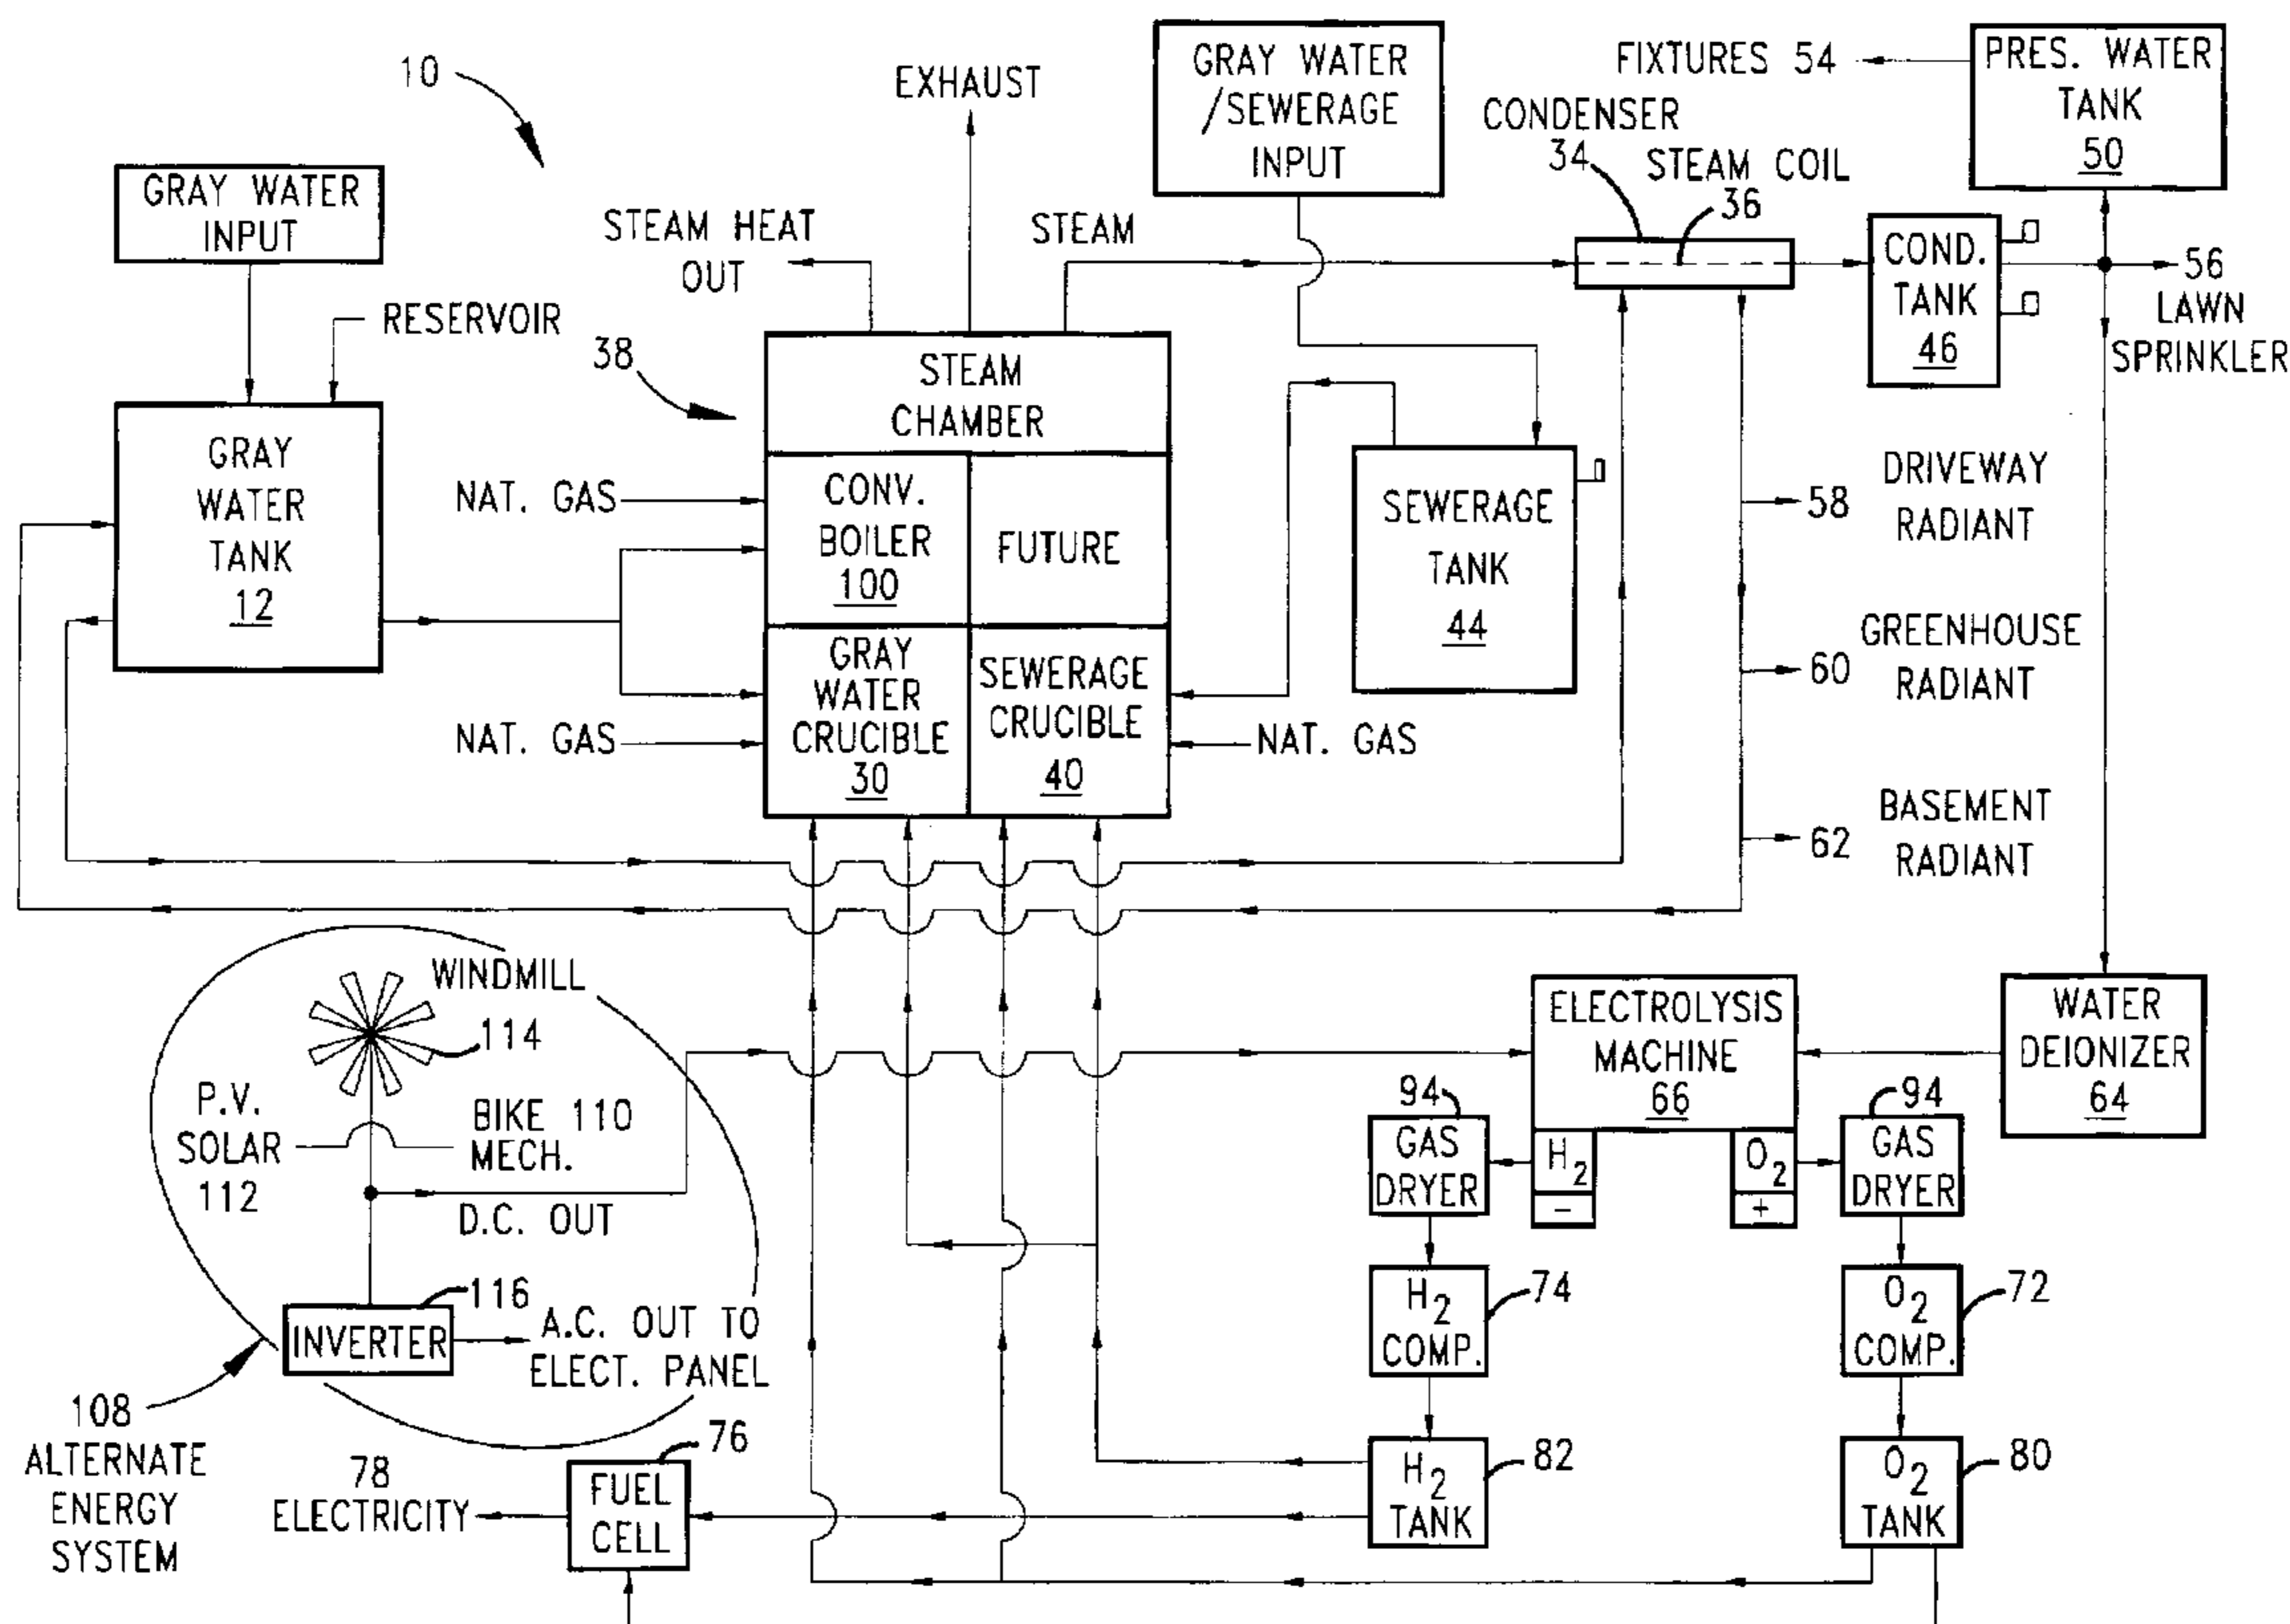 10
EXHAUST
GRAY WATER
/SEWERAGE
INPUT
FIXTURES 54
PRES. WATER
TANK
50
CONDENSER
34
STEAM COIL
36
GRAY WATER
INPUT
STEAM HEAT
OUT
STEAM
COND.
TANK
46
56
LAWN
SPRINKLER
RESERVOIR
38
STEAM
CHAMBER
GRAY
WATER
TANK
12
NAT. GAS
CONV.
BOILER
100
FUTURE
SEWERAGE
TANK
44
58
DRIVEWAY
RADIANT
60
GREENHOUSE
RADIANT
NAT. GAS
GRAY
WATER
CRUCIBLE
30
SEWERAGE
CRUCIBLE
40
NAT. GAS
62
BASEMENT
RADIANT
WINDMILL
114
P.V.
SOLAR
112
BIKE 110
MECH.
D.C. OUT
116
INVERTER
A.C. OUT TO
ELECT. PANEL
108
ALTERNATE
ENERGY
SYSTEM
ELECTROLYSIS
MACHINE
66
WATER
DEIONIZER
64
94
GAS
DRYER
H2
−
O2
+
94
GAS
DRYER
H2
COMP.
74
O2
COMP.
72
78
ELECTRICITY
76
FUEL
CELL
H2
TANK
82
O2
TANK
80